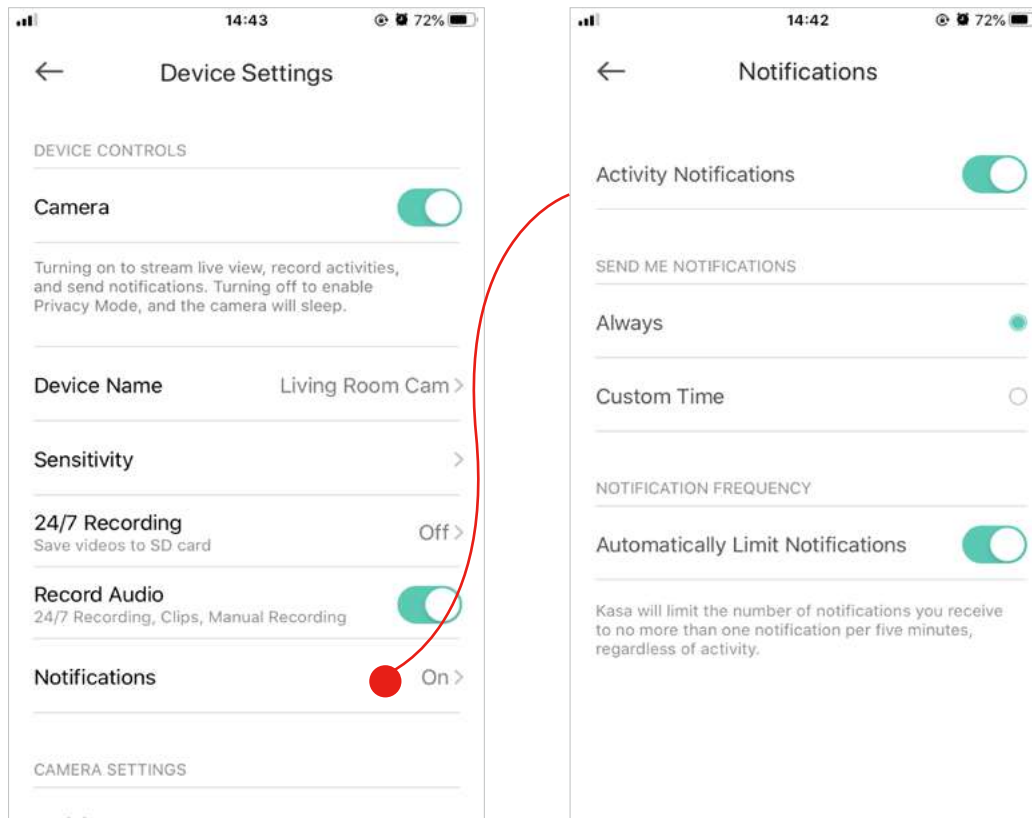 14:43
72%
Device Settings
DEVICE CONTROLS
Camera
Turning on to stream live view, record activities,
and send notifications. Turning off to enable
Privacy Mode, and the camera will sleep.
Device Name
Living Room Cam
Sensitivity
24/7 Recording
Save videos to SD card
Off
Record Audio
24/7 Recording, Clips, Manual Recording
Notifications
On
CAMERA SETTINGS
14:42
72%
Notifications
Activity Notifications
SEND ME NOTIFICATIONS
Always
Custom Time
NOTIFICATION FREQUENCY
Automatically Limit Notifications
Kasa will limit the number of notifications you receive
to no more than one notification per five minutes,
regardless of activity.